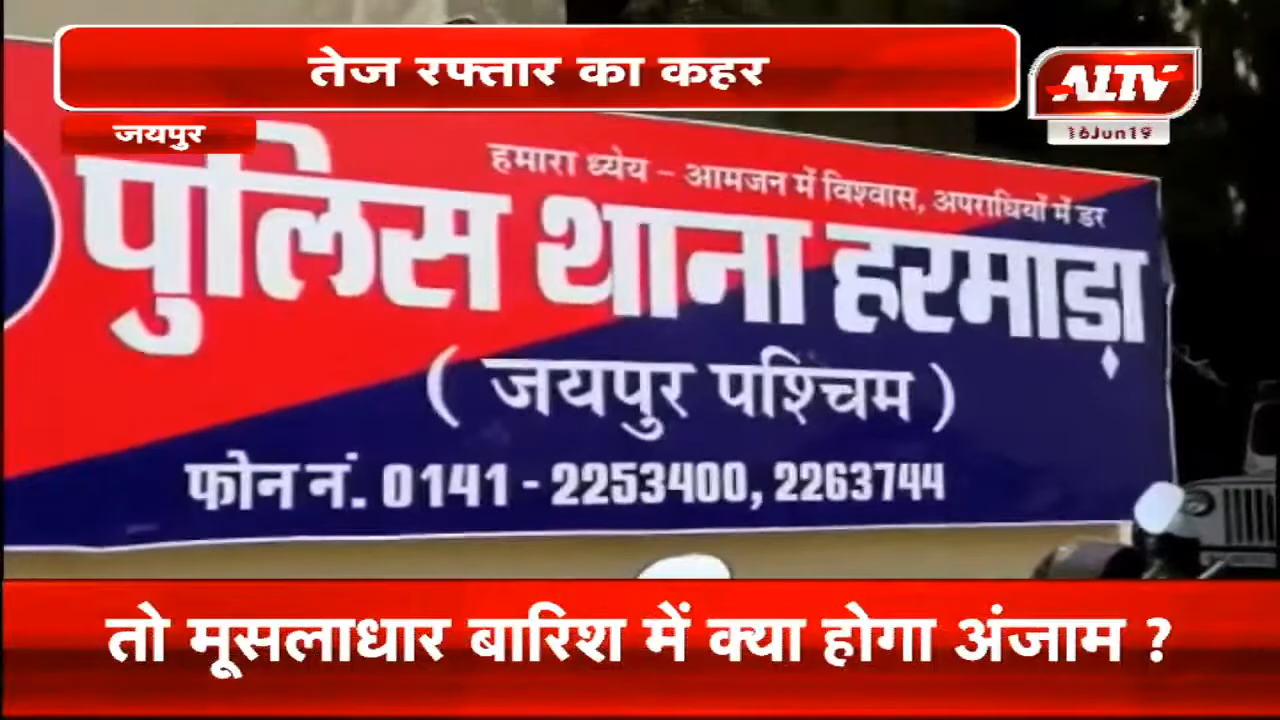 तेज रफ्तार का कहर
ALTV
16Jun19
जयपुर
हमारा ध्येय - आमजन में विश्वास, अपराधियों में डर
पुलिस थाना हरमाड़ा
( जयपुर पश्चिम )
फोन नं. 0141 - 2253400, 2263744
तो मूसलाधार बारिश में क्या होगा अंजाम ?